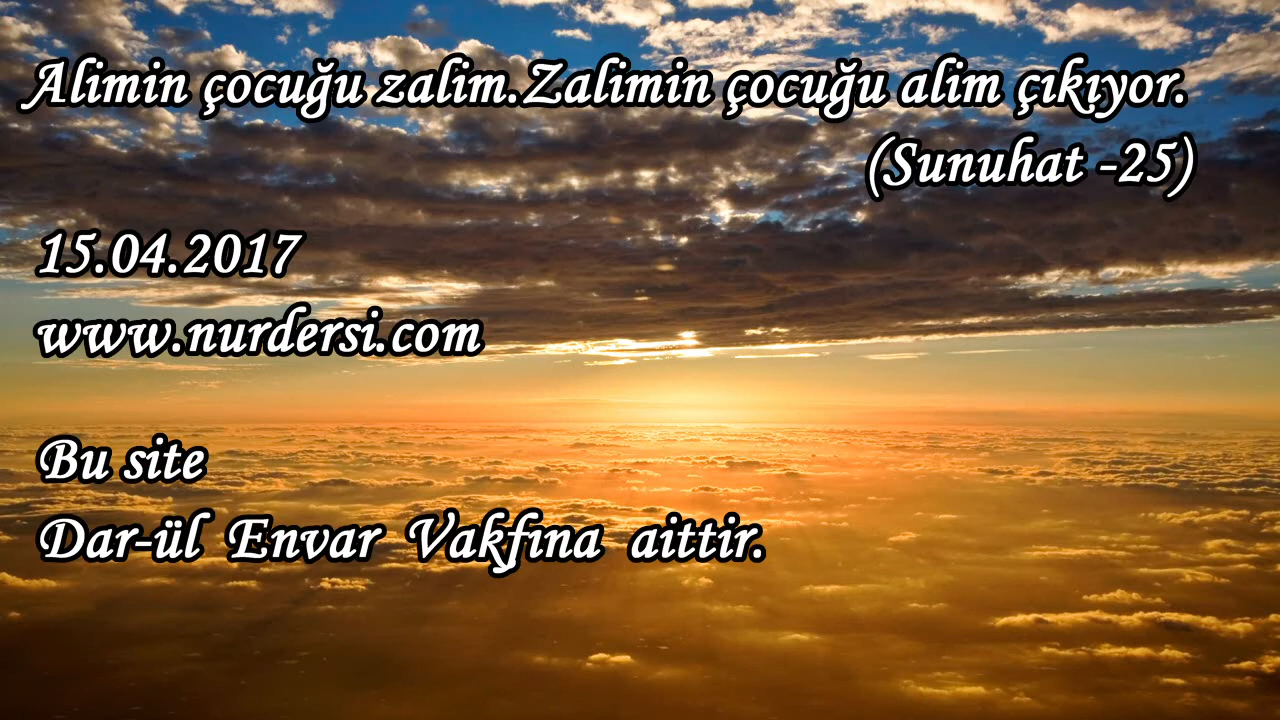 Alimin çocuğu zalim.Zalimin çocuğu alim çıkıyor.
(Sunuhat -25)
15.04.2017
www.nurdersi.com
Bu site
Dar-ül Envar Vakfına aittir.